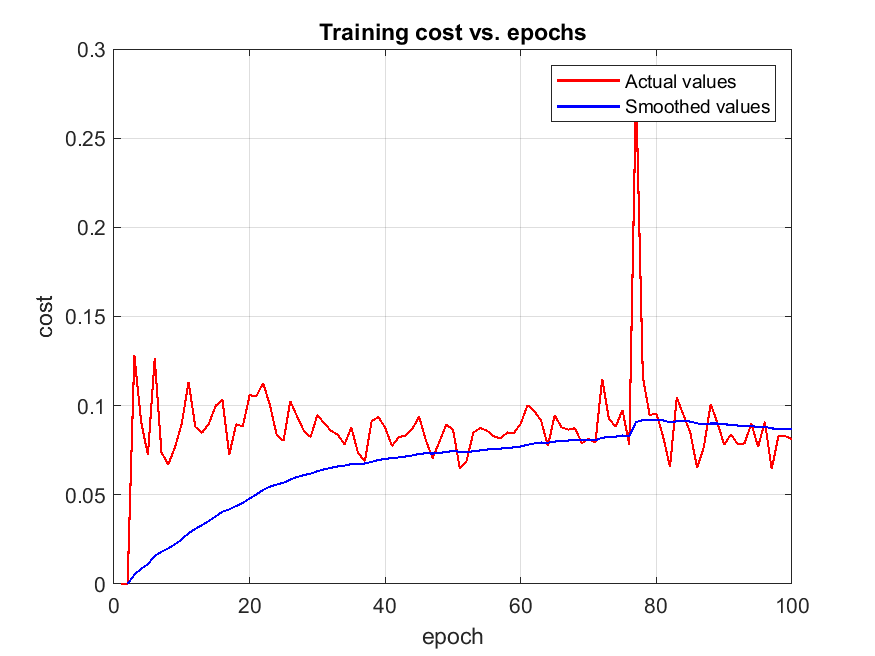 Training cost vs. epochs
Actual values
Smoothed values
0.3
0.25
0.2
0.15
0.1
0.05
0
cost
0 20 40 60 80 100
epoch